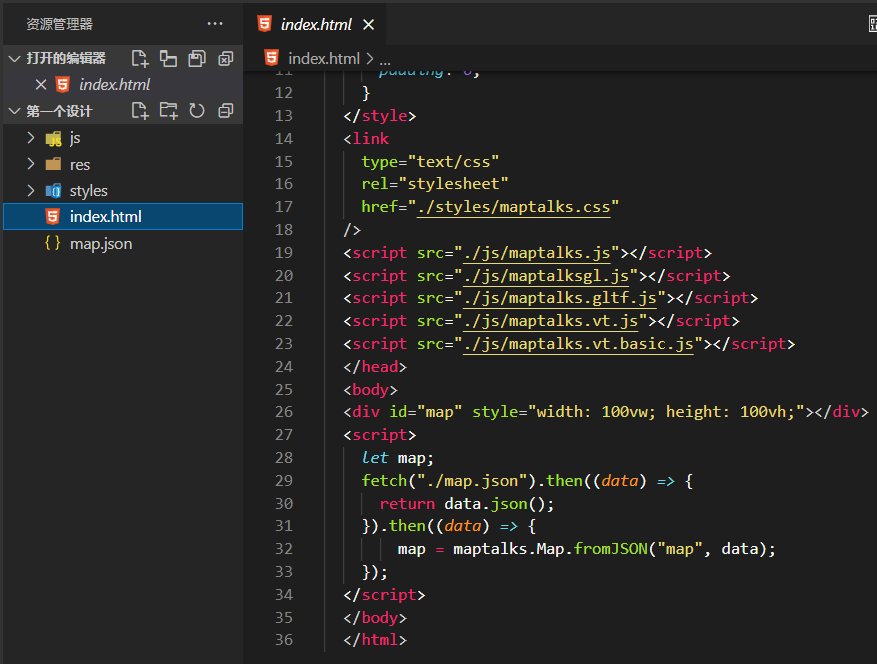 资源管理器
打开的编辑器
index.html
第一个设计
js
res
styles
index.html
map.json
index.html
index.html > ...
11 padding: 0;
12 }
13 </style>
14 <link
15 type="text/css"
16 rel="stylesheet"
17 href="./styles/maptalks.css"
18 />
19 <script src="./js/maptalks.js"></script>
20 <script src="./js/maptalksgl.js"></script>
21 <script src="./js/maptalks.gltf.js"></script>
22 <script src="./js/maptalks.vt.js"></script>
23 <script src="./js/maptalks.vt.basic.js"></script>
24 </head>
25 <body>
26 <div id="map" style="width: 100vw; height: 100vh;"></div>
27 <script>
28 let map;
29 fetch("./map.json").then((data) => {
30 return data.json();
31 }).then((data) => {
32 map = maptalks.Map.fromJSON("map", data);
33 });
34 </script>
35 </body>
36 </html>